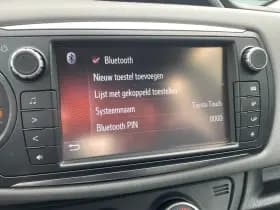 Bluetooth
Nieuw toestel toevoegen
Lijst met gekoppeld toestellen
Systeemnaam Toyota Touch
Bluetooth PIN 0000